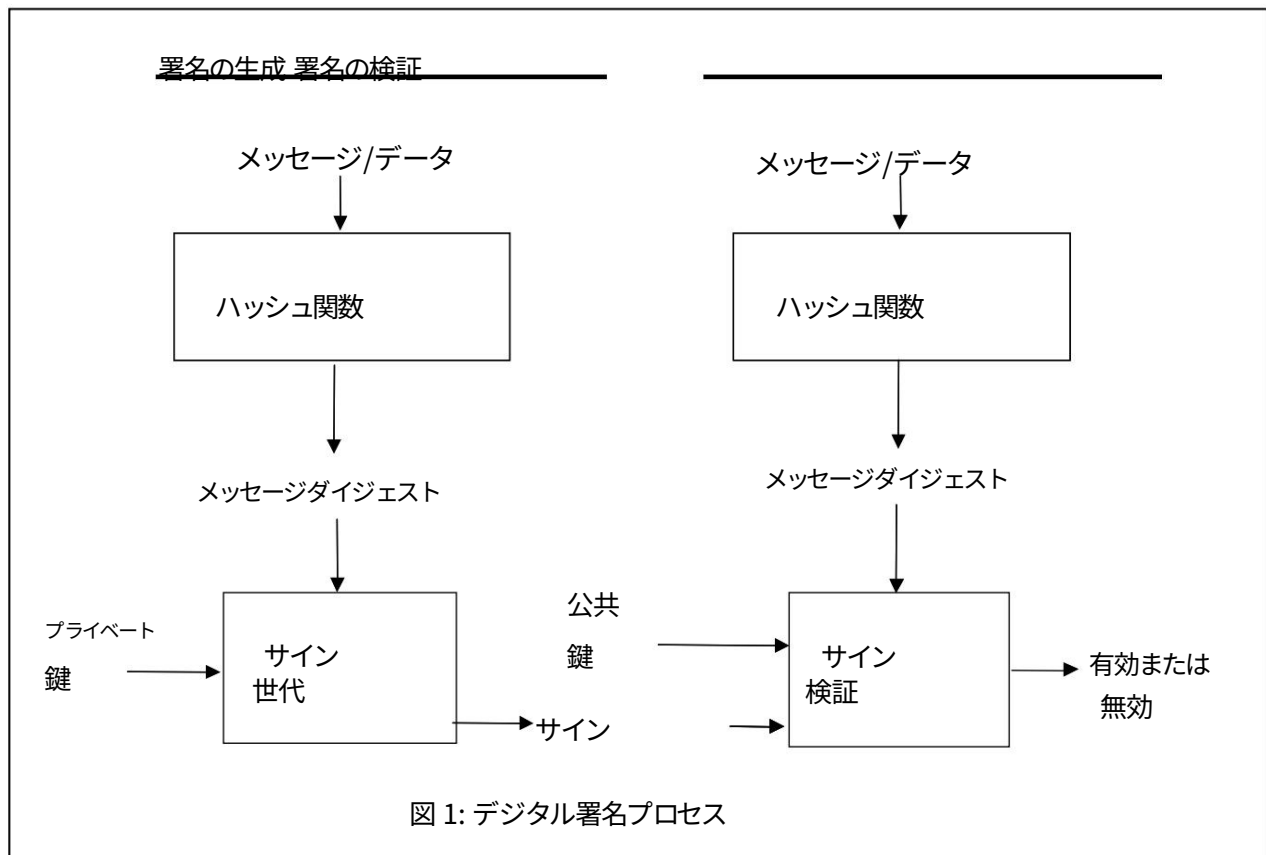 署名の生成 署名の検証
メッセージ/データ
ハッシュ関数
メッセージダイジェスト
プライベート
鍵
サイン
世代
サイン
メッセージ/データ
ハッシュ関数
メッセージダイジェスト
公共
鍵
サイン
検証
有効または
無効
図 1: デジタル署名プロセス